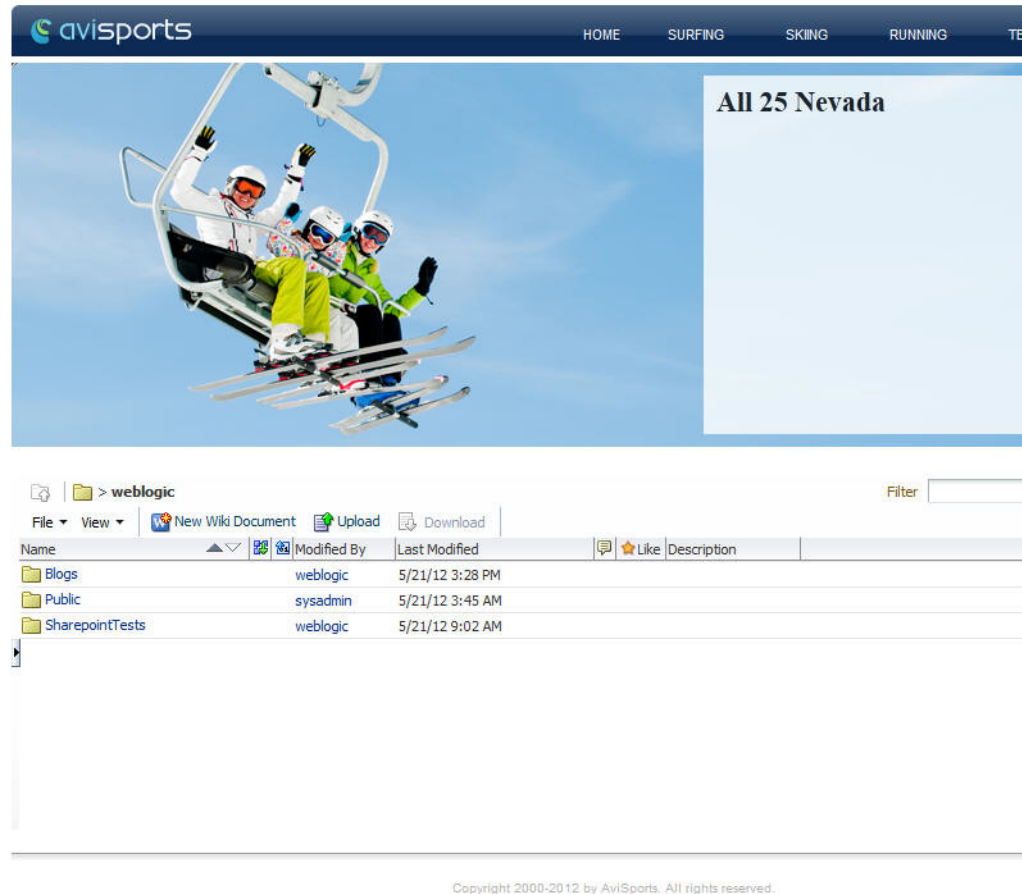 avisports
HOME SURFING SKIING RUNNING TE
All 25 Nevada
> weblogic Filter
File View New Wiki Document Upload Download
Name Modified By Last Modified Like Description
Blogs weblogic 5/21/12 3:28 PM
Public sysadmin 5/21/12 3:45 AM
SharepointTests weblogic 5/21/12 9:02 AM
Copyright 2000-2012 by AviSports. All rights reserved.